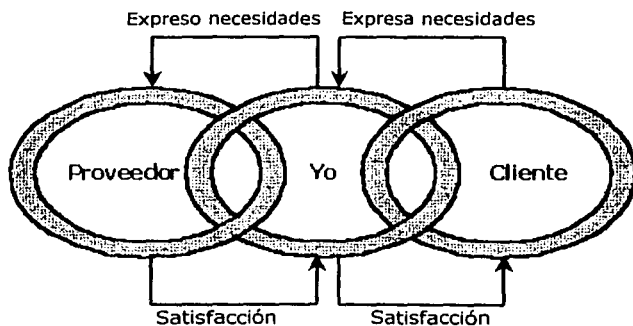 Expreso necesidades
Expresa necesidades
Proveedor
Yo
Cliente
Satisfacción
Satisfacción